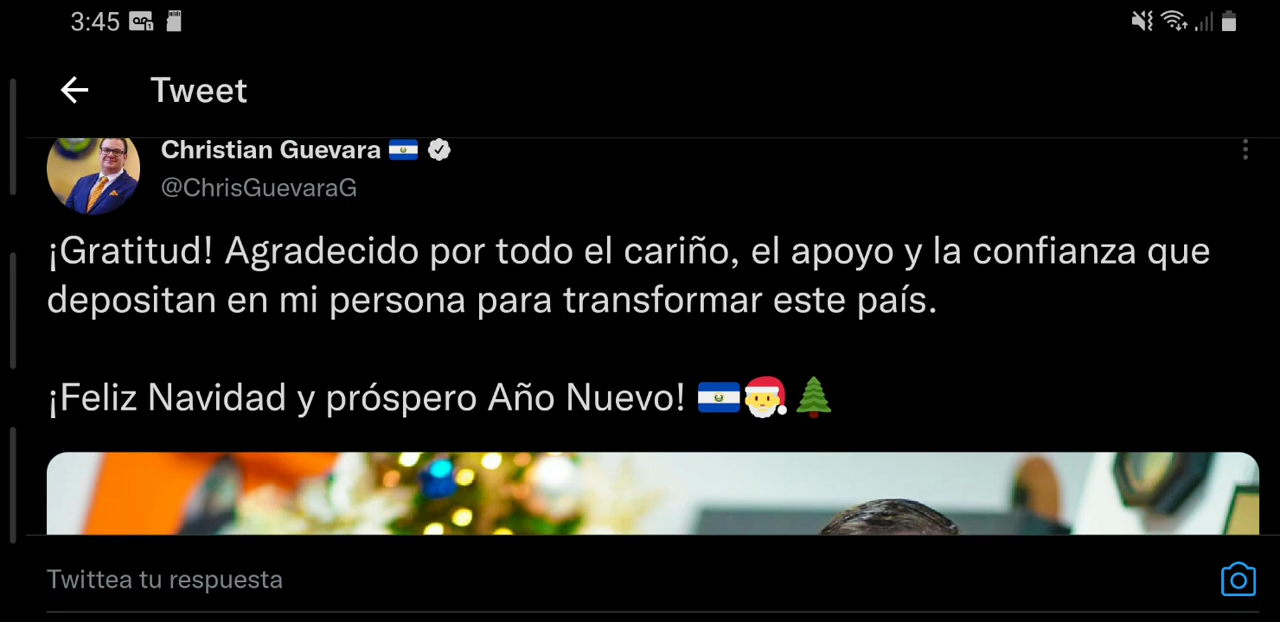 3:45
Tweet
Christian Guevara 🇸🇻
@ChrisGuevaraG
¡Gratitud! Agradecido por todo el cariño, el apoyo y la confianza que
depositan en mi persona para transformar este país.
¡Feliz Navidad y próspero Año Nuevo! 🇸🇻🎅🌲
Twittea tu respuesta